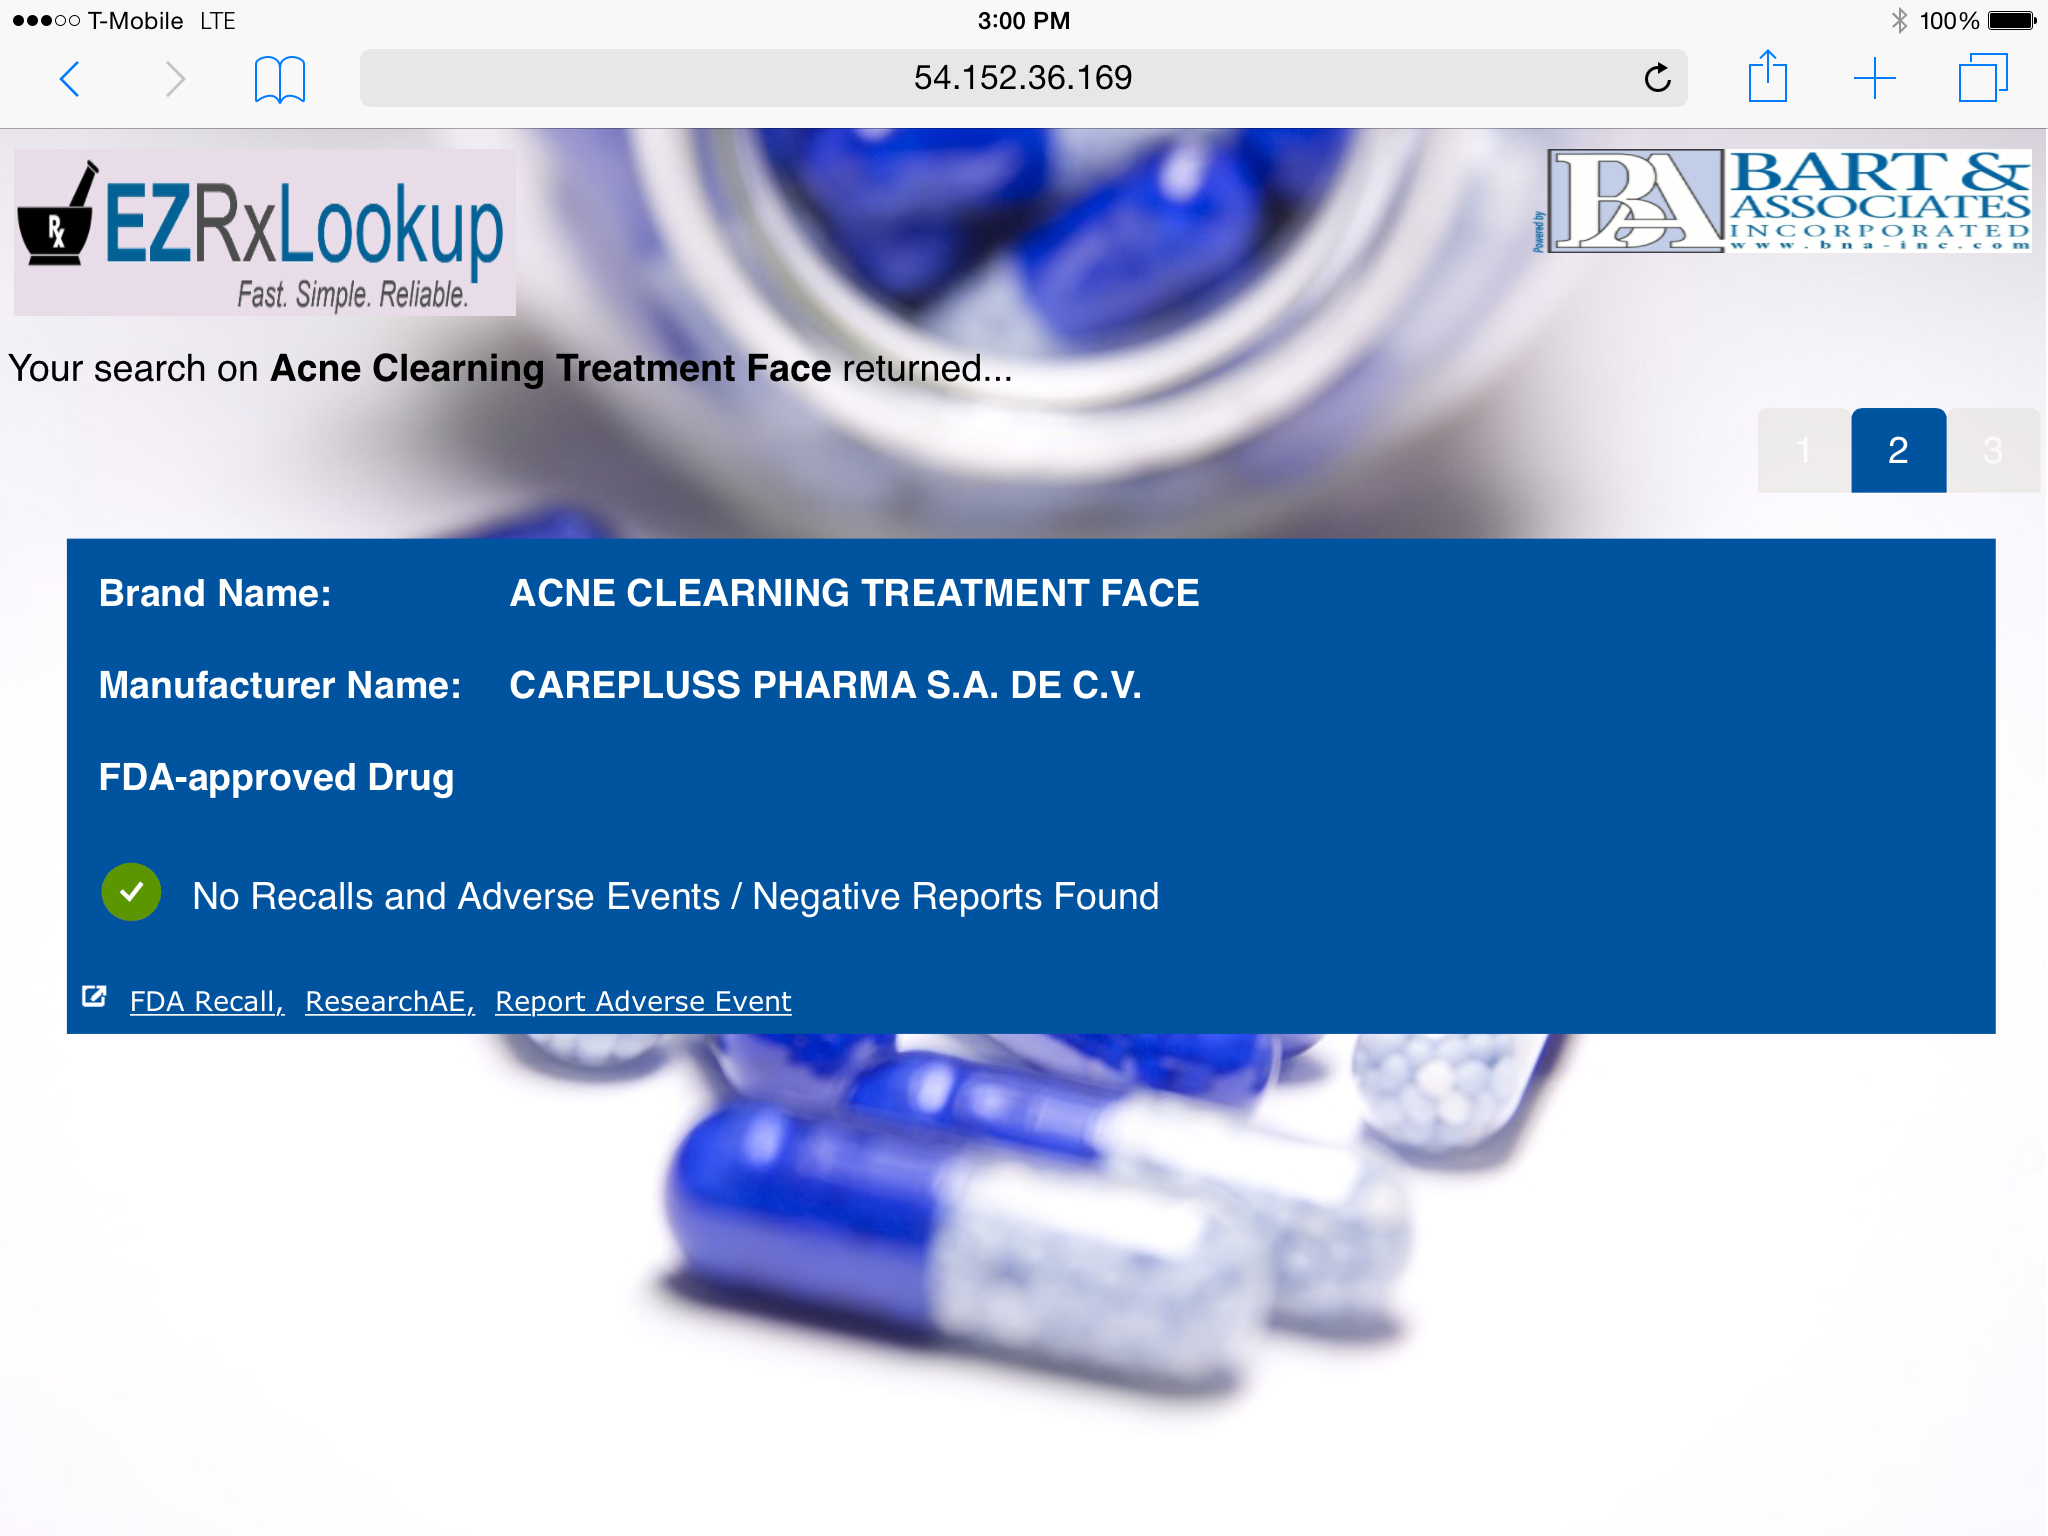 T-Mobile LTE 3:00 PM 100%
54.152.36.169
Rx EZRxLookup
Fast. Simple. Reliable.
Powered by
BA BART &
ASSOCIATES
INCORPORATED
www.bna-inc.com
Your search on Acne Clearning Treatment Face returned...
1 2 3
Brand Name: ACNE CLEARNING TREATMENT FACE
Manufacturer Name: CAREPLUSS PHARMA S.A. DE C.V.
FDA-approved Drug
No Recalls and Adverse Events / Negative Reports Found
FDA Recall, ResearchAE, Report Adverse Event